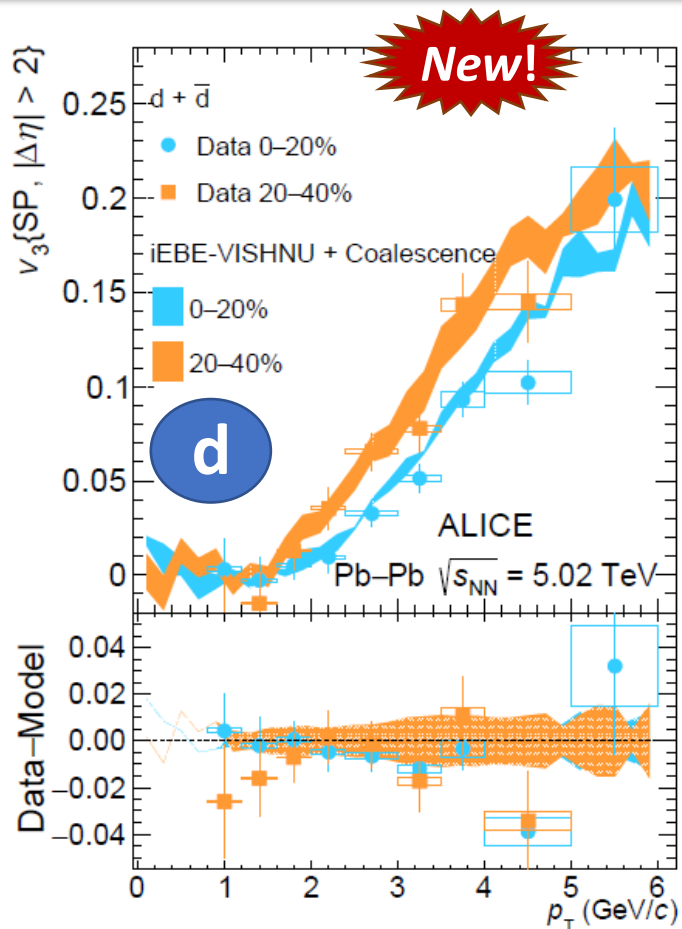 New!
v₃{SP, |Δη| > 2}
0.25
0.2
0.15
0.1
0.05
0
d + d̅
Data 0–20%
Data 20–40%
iEBE-VISHNU + Coalescence
0–20%
20–40%
d
ALICE
Pb–Pb √sNN = 5.02 TeV
Data–Model
0.04
0.02
0.00
−0.02
−0.04
0 1 2 3 4 5 6
pT (GeV/c)